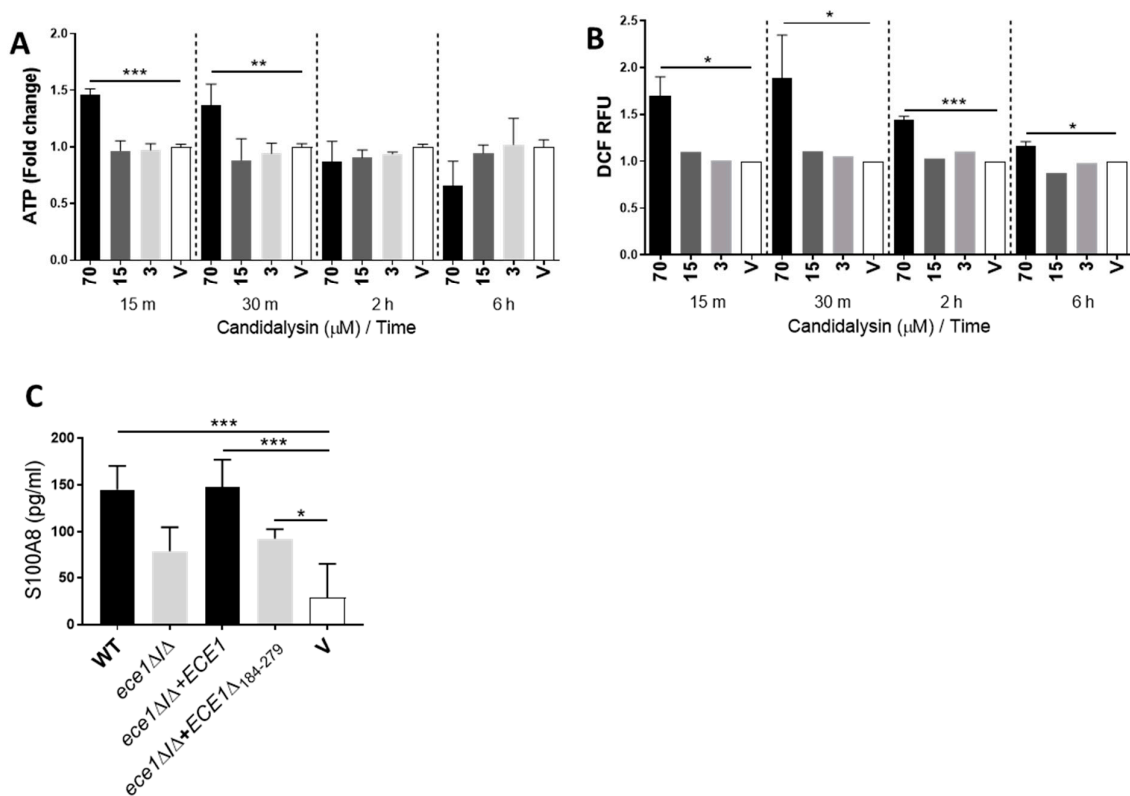 A
ATP (Fold change)
2.0
1.5
1.0
0.5
0.0
***
**
70 15 3 V 70 15 3 V 70 15 3 V 70 15 3 V
15 m 30 m 2 h 6 h
Candidalysin (μM) / Time
B
DCF RFU
2.5
2.0
1.5
1.0
0.5
0.0
*
*
***
*
70 15 3 V 70 15 3 V 70 15 3 V 70 15 3 V
15 m 30 m 2 h 6 h
Candidalysin (μM) / Time
C
S100A8 (pg/ml)
200
150
100
50
0
***
***
*
WT
ece1Δ/Δ
ece1Δ/Δ+ECE1
ece1Δ/Δ+ECE1Δ184-279
V